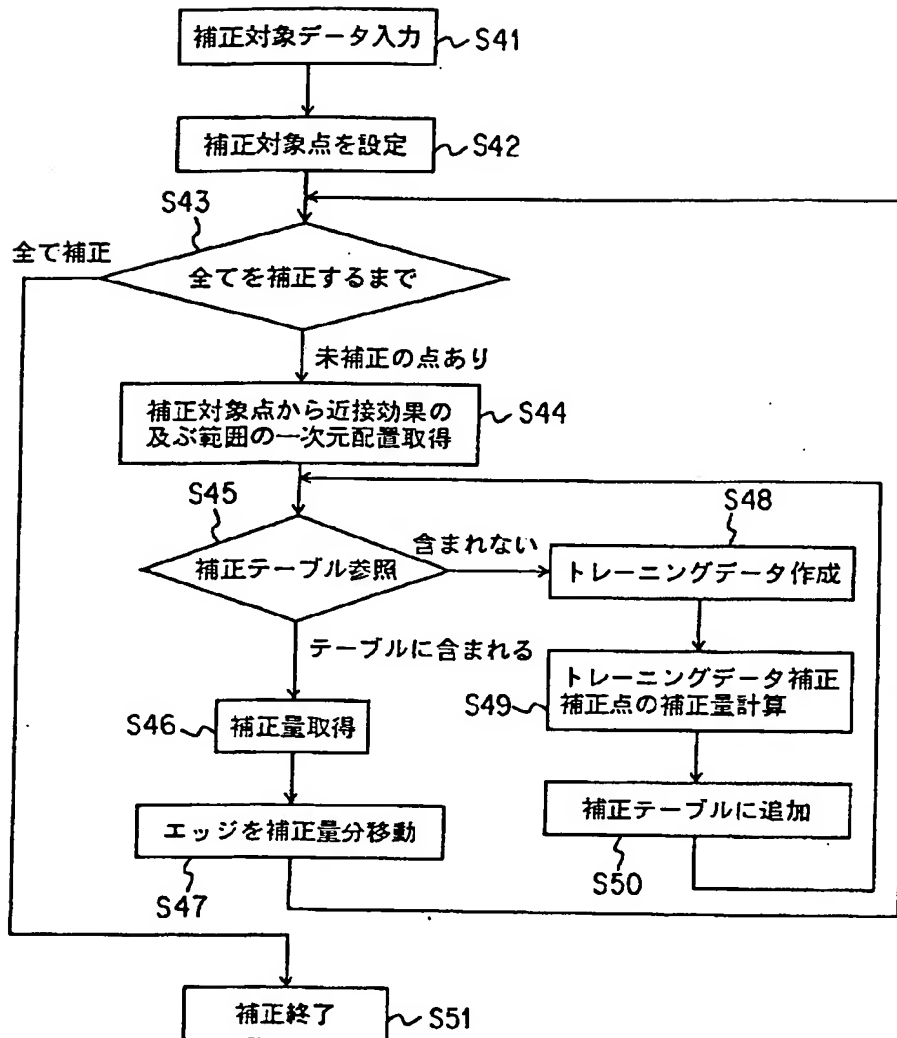 補正対象データ入力 S41
補正対象点を設定 S42
S43
全て補正
全てを補正するまで
未補正の点あり
補正対象点から近接効果の
及ぶ範囲の一次元配置取得
S44
S45
補正テーブル参照
含まれない
S48
トレーニングデータ作成
テーブルに含まれる
トレーニングデータ補正
補正点の補正量計算
S49
S46 補正量取得
補正テーブルに追加
S50
エッジを補正量分移動
S47
補正終了 S51